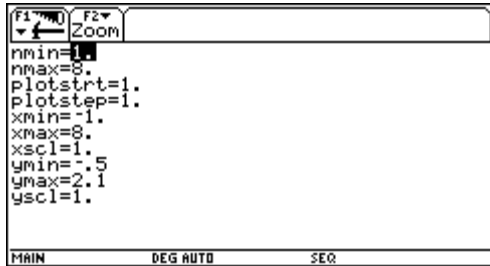 F1 F2
Zoom
nmin=1.
nmax=8.
plotstrt=1.
plotstep=1.
xmin=-1.
xmax=8.
xscl=1.
ymin=-.5
ymax=2.1
yscl=1.
MAIN DEG AUTO SEQ